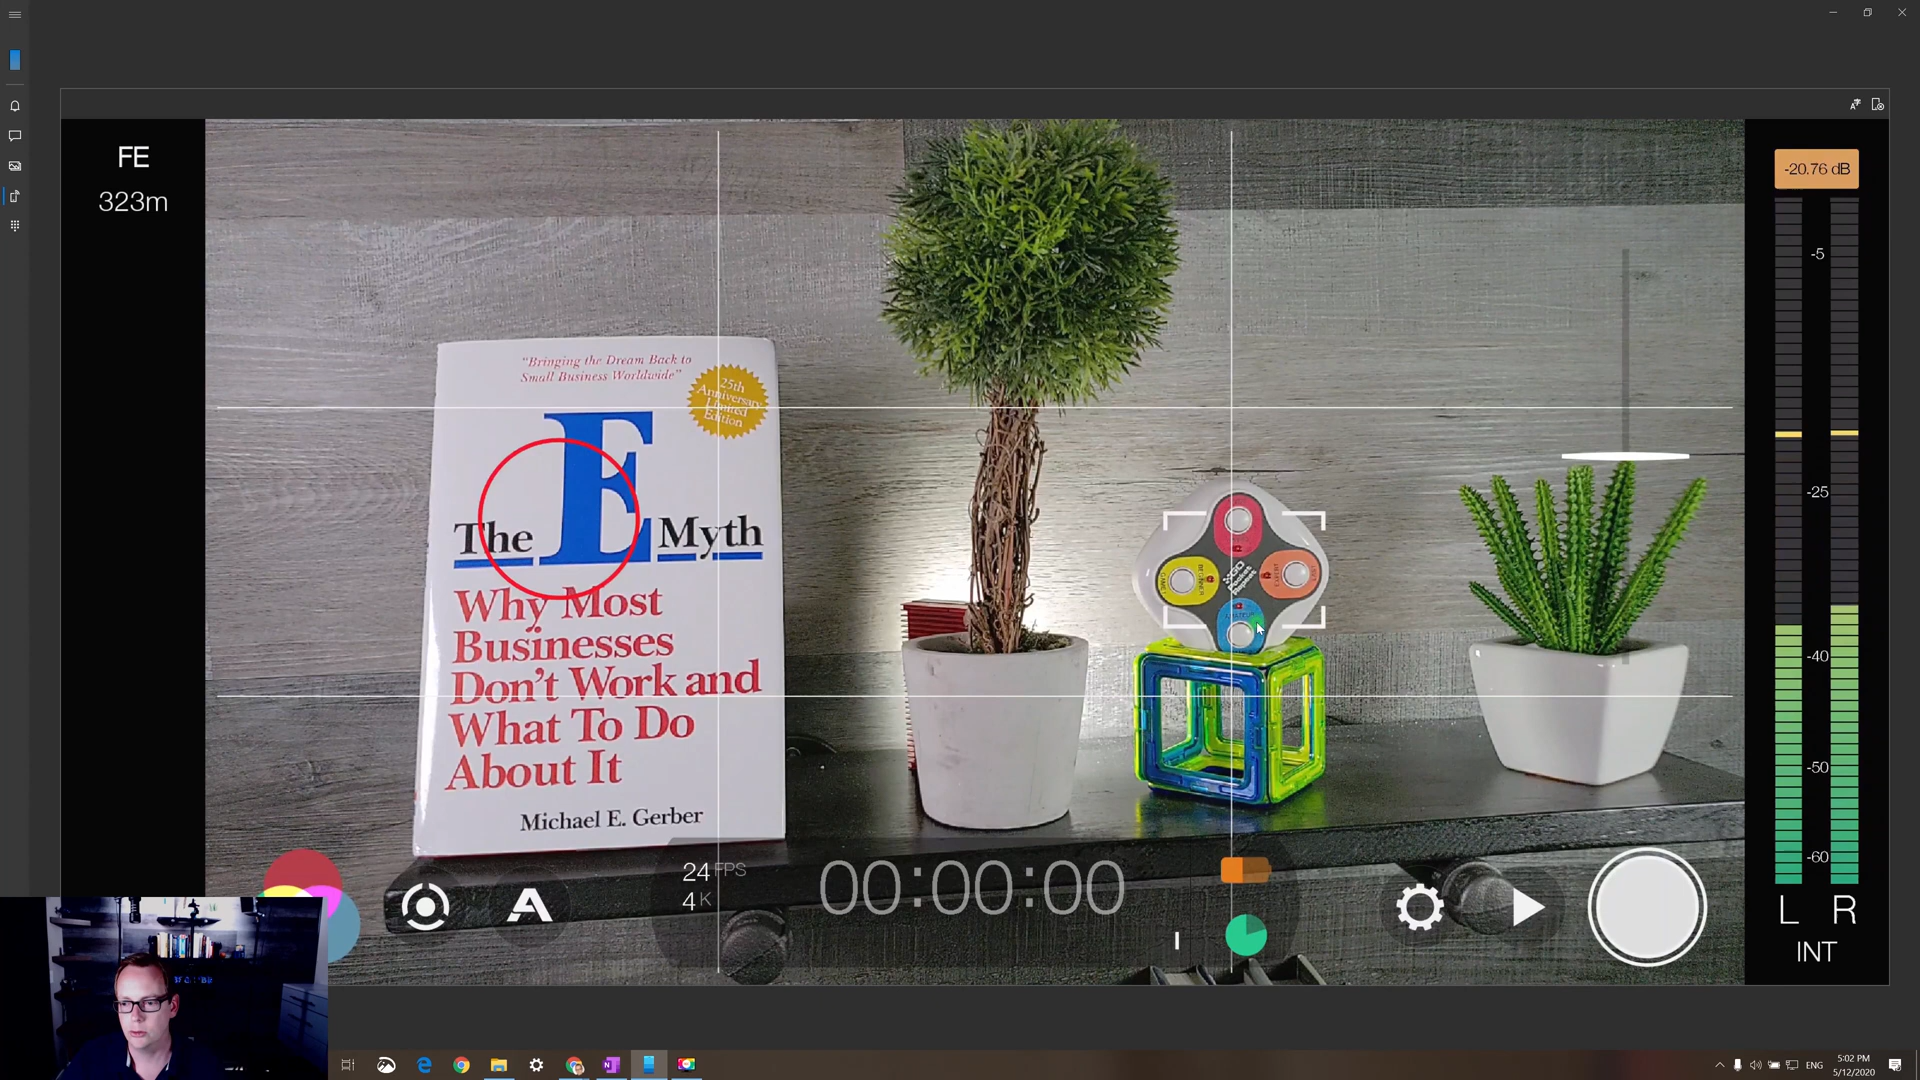 FE
323m
-20.76 dB
-5
-25
-40
-50
-60
L R
INT
"Bringing the Dream Back to
Small Business Worldwide"
25th
Anniversary
Limited
Edition
The E Myth
Why Most
Businesses
Don't Work and
What To Do
About It
Michael E. Gerber
24 FPS
4K
00:00:00
A
ENG
5:02 PM
5/12/2020